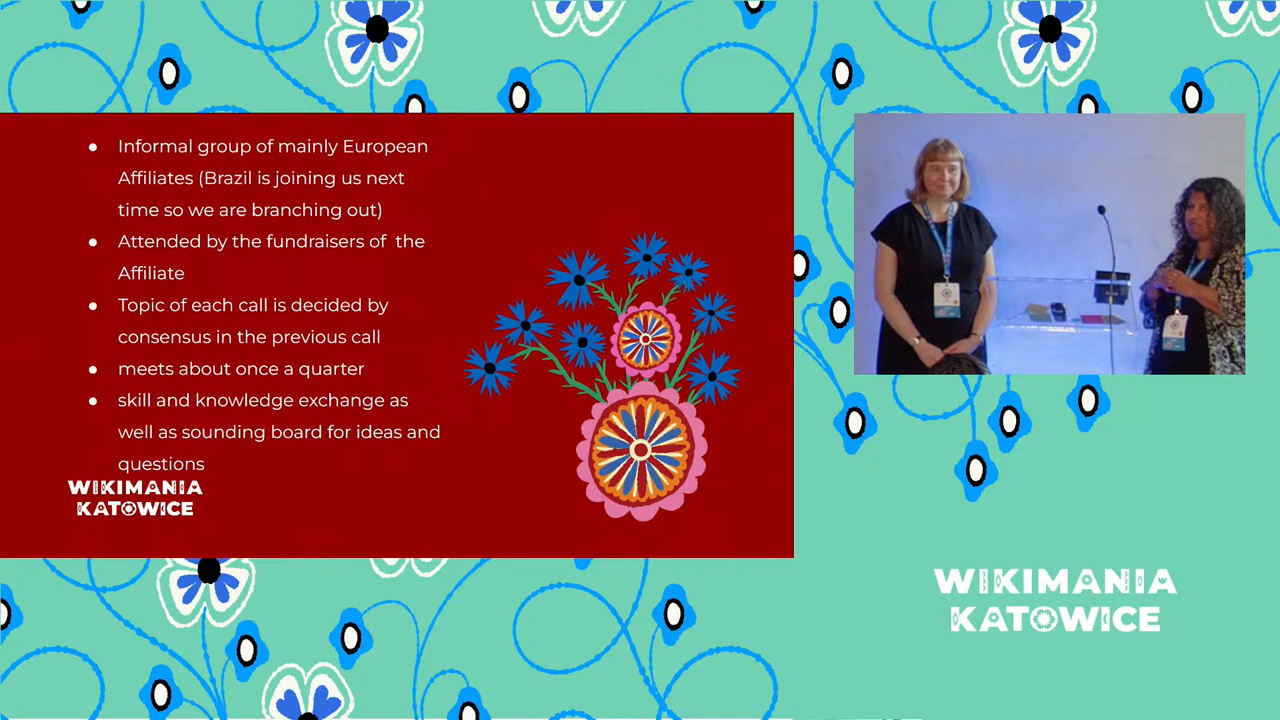 ● Informal group of mainly European
Affiliates (Brazil is joining us next
time so we are branching out)
● Attended by the fundraisers of  the
Affiliate
● Topic of each call is decided by
consensus in the previous call
● meets about once a quarter
● skill and knowledge exchange as
well as sounding board for ideas and
questions
WIKIMANIA
KATOWICE
WIKIMANIA
KATOWICE